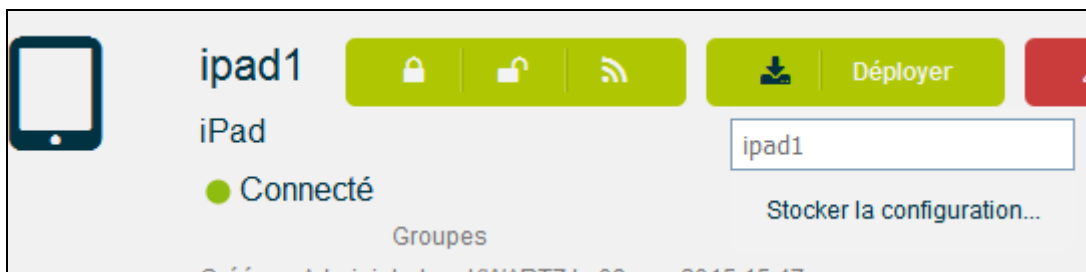 ipad1
Déployer
iPad
ipad1
Connecté
Stocker la configuration...
Groupes